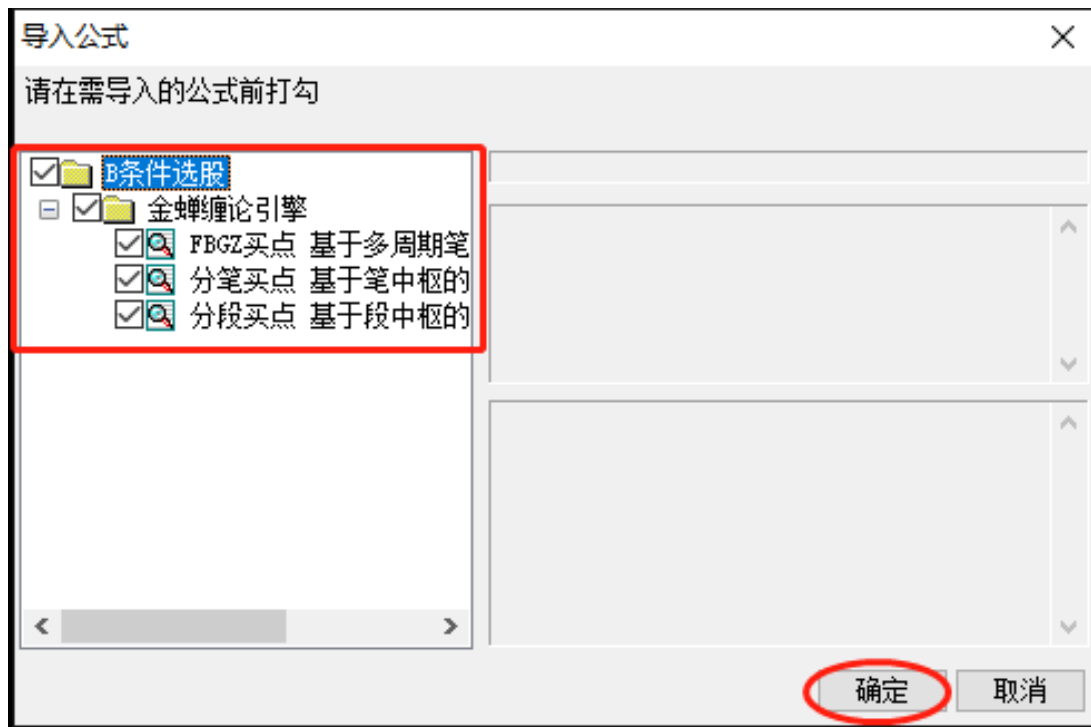 导入公式
请在需导入的公式前打勾
B条件选股
金蝉缠论引擎
FBGZ买点 基于多周期笔
分笔买点 基于笔中枢的
分段买点 基于段中枢的
确定
取消